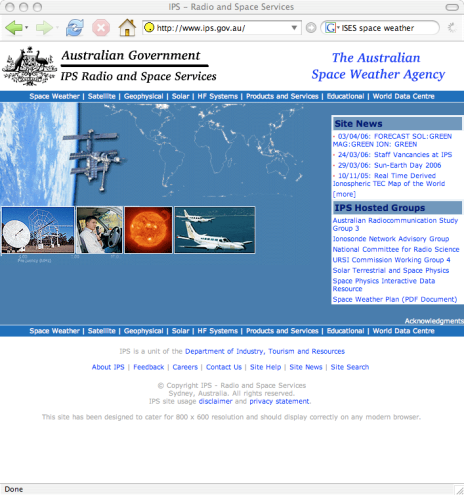 IPS - Radio and Space Services
http://www.ips.gov.au/
ISES space weather
Australian Government
IPS Radio and Space Services
The Australian
Space Weather Agency
Space Weather | Satellite | Geophysical | Solar | HF Systems | Products and Services | Educational | World Data Centre
Site News
- 03/04/06: FORECAST SOL:GREEN
MAG:GREEN ION: GREEN
- 24/03/06: Staff Vancancies at IPS
- 29/03/06: Sun-Earth Day 2006
- 10/11/05: Real Time Derived
Ionospheric TEC Map of the World
[more]
IPS Hosted Groups
Australian Radiocommunication Study
Group 3
Ionosonde Network Advisory Group
National Committee for Radio Science
URSI Commission Working Group 4
Solar Terrestrial and Space Physics
Space Physics Interactive Data
Resource
Space Weather Plan (PDF Document)
Acknowledgments
Space Weather | Satellite | Geophysical | Solar | HF Systems | Products and Services | Educational | World Data Centre
IPS is a unit of the Department of Industry, Tourism and Resources
About IPS | Feedback | Careers | Contact Us | Site Help | Site News | Site Search
© Copyright IPS - Radio and Space Services
Sydney, Australia. All rights reserved.
IPS site usage disclaimer and privacy statement.
This site has been designed to cater for 800 x 600 resolution and should display correctly on any modern browser.
Done